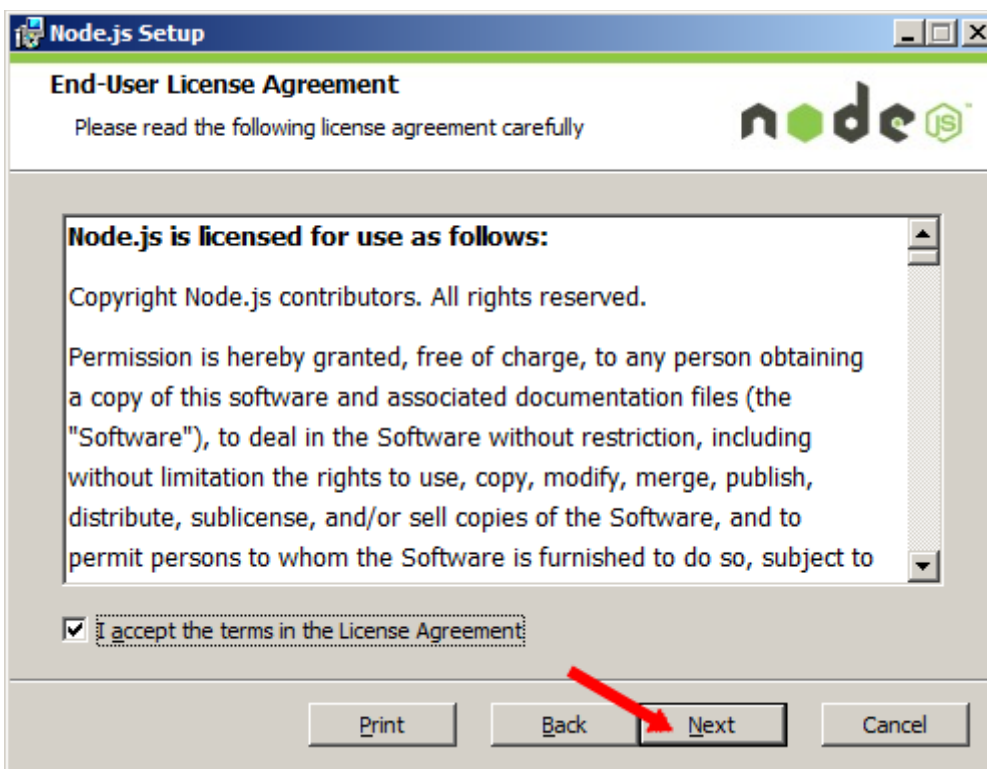 Node.js Setup
End-User License Agreement
Please read the following license agreement carefully
node
JS
Node.js is licensed for use as follows:
Copyright Node.js contributors. All rights reserved.
Permission is hereby granted, free of charge, to any person obtaining
a copy of this software and associated documentation files (the
"Software"), to deal in the Software without restriction, including
without limitation the rights to use, copy, modify, merge, publish,
distribute, sublicense, and/or sell copies of the Software, and to
permit persons to whom the Software is furnished to do so, subject to
I accept the terms in the License Agreement
Print Back Next Cancel